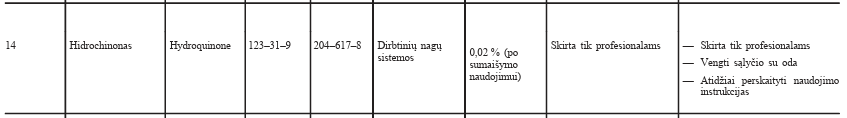 14
Hidrochinonas
Hydroquinone
123–31–9
204–617–8
Dirbtinių nagų
sistemos
0,02 % (po
sumaišymo
naudojimui)
Skirta tik profesionalams
— Skirta tik profesionalams
— Vengti sąlyčio su oda
— Atidžiai perskaityti naudojimo
instrukcijas